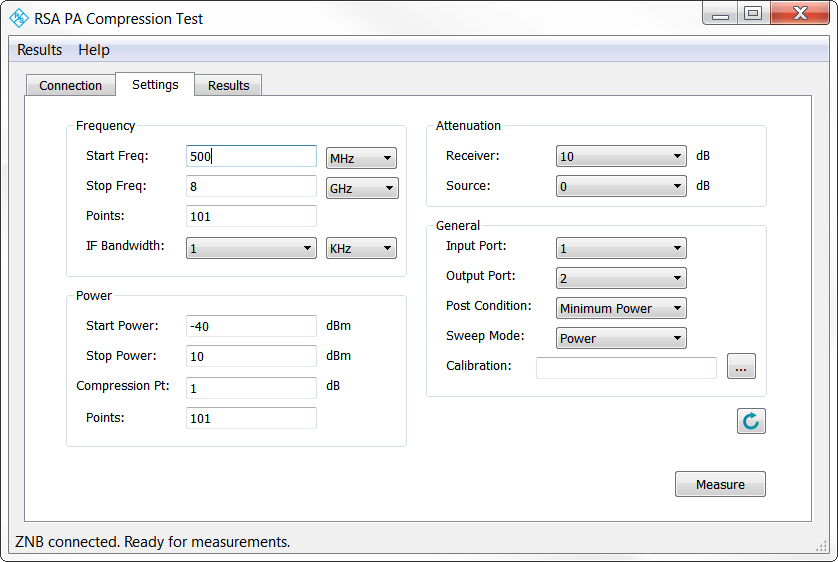 RSA PA Compression Test
Results Help
Connection Settings Results
Frequency
Start Freq: 500 MHz
Stop Freq: 8 GHz
Points: 101
IF Bandwidth: 1 KHz
Power
Start Power: -40 dBm
Stop Power: 10 dBm
Compression Pt: 1 dB
Points: 101
Attenuation
Receiver: 10 dB
Source: 0 dB
General
Input Port: 1
Output Port: 2
Post Condition: Minimum Power
Sweep Mode: Power
Calibration: ...
Measure
ZNB connected. Ready for measurements.